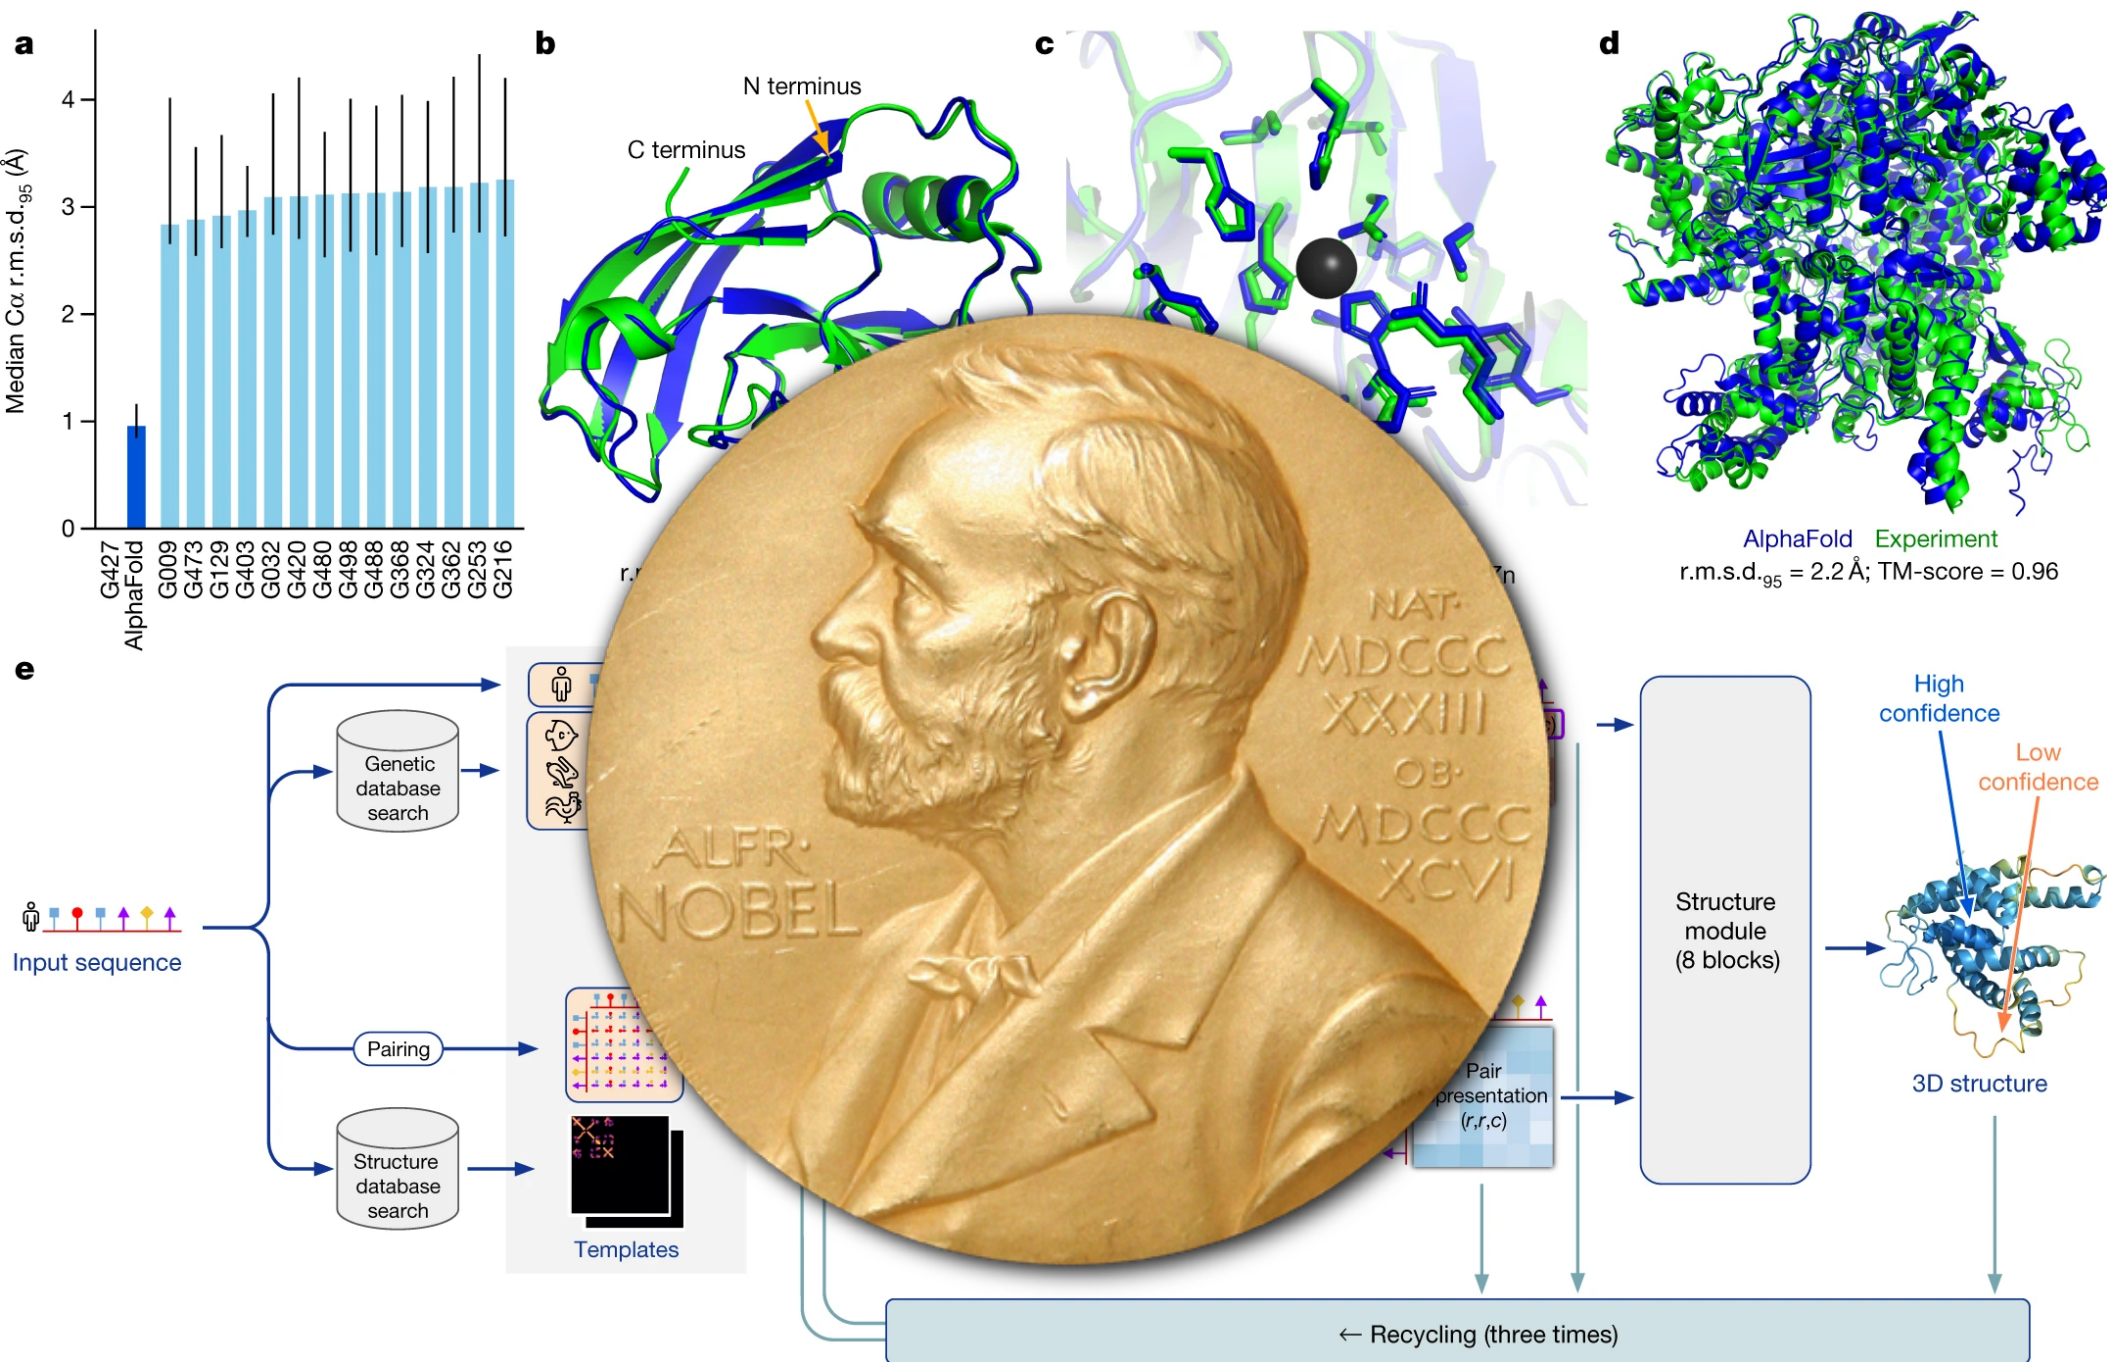 a
b
c
d
Median Cα r.m.s.d.95 (Å)
4
3
2
1
0
G427
AlphaFold
G009
G473
G129
G403
G032
G420
G480
G498
G488
G368
G324
G362
G253
G216
N terminus
C terminus
AlphaFold Experiment
r.m.s.d.95 = 2.2 Å; TM-score = 0.96
NAT·
MDCCC
XXXIII
OB·
MDCCC
XCVI
ALFR·
NOBEL
e
Input sequence
Genetic
database
search
Pairing
Structure
database
search
Templates
Pair
(r,r,c)
Structure
module
(8 blocks)
High
confidence
Low
confidence
3D structure
← Recycling (three times)